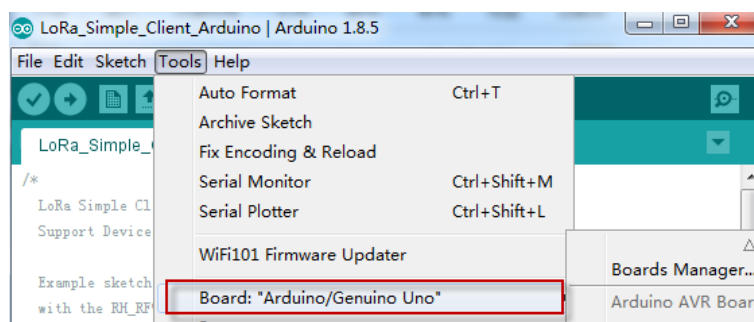 LoRa_Simple_Client_Arduino | Arduino 1.8.5
File Edit Sketch Tools Help
Auto Format Ctrl+T
Archive Sketch
LoRa_Simple_
Fix Encoding & Reload
/*
Serial Monitor Ctrl+Shift+M
LoRa Simple Cl
Serial Plotter Ctrl+Shift+L
Support Device
WiFi101 Firmware Updater
Boards Manager...
Example sketch
Board: "Arduino/Genuino Uno"
Arduino AVR Boar
with the RH_RF